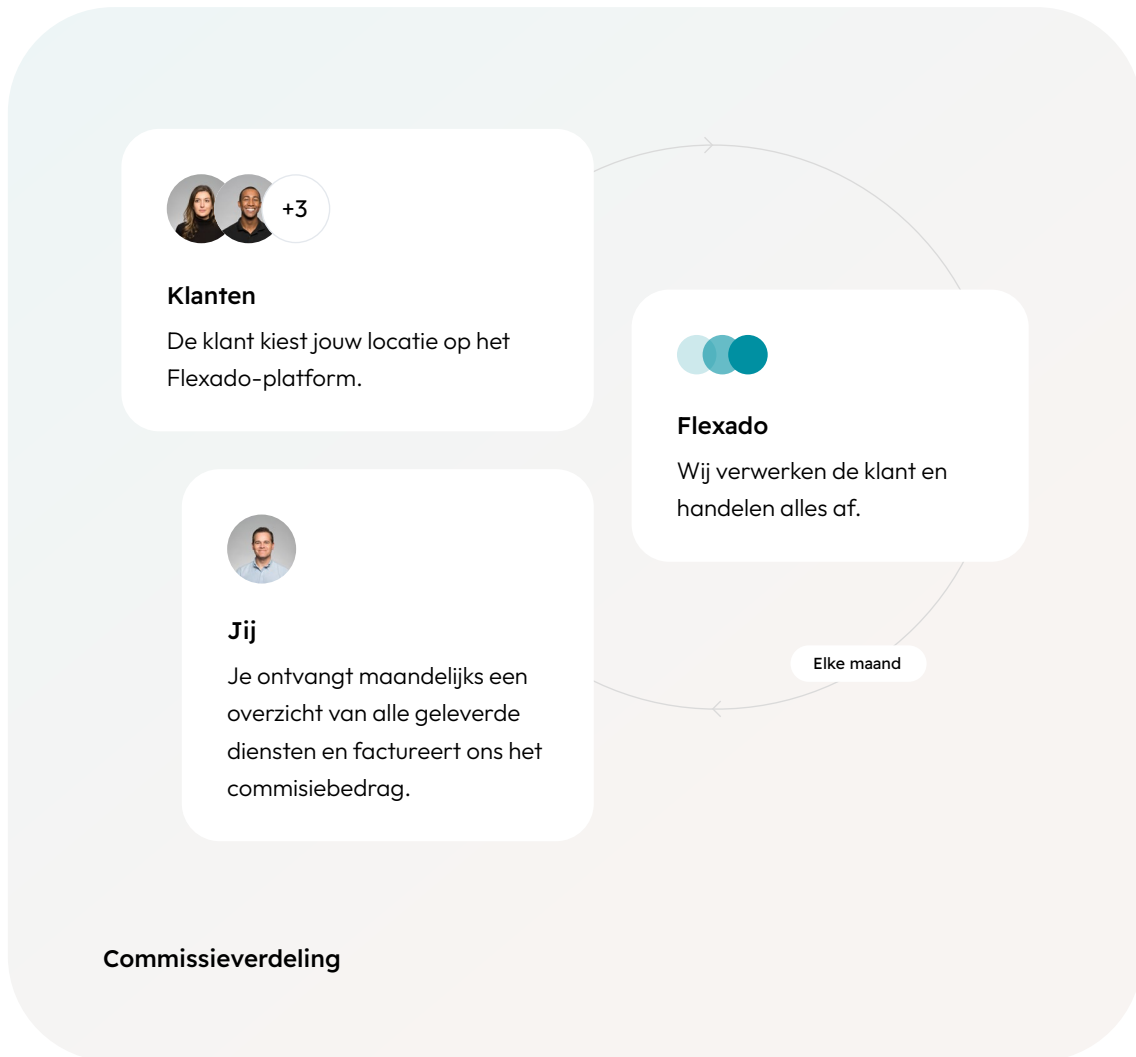 +3
Klanten
De klant kiest jouw locatie op het
Flexado-platform.
Flexado
Wij verwerken de klant en
handelen alles af.
Jij
Je ontvangt maandelijks een
overzicht van alle geleverde
diensten en factureert ons het
commisiebedrag.
Elke maand
Commissieverdeling